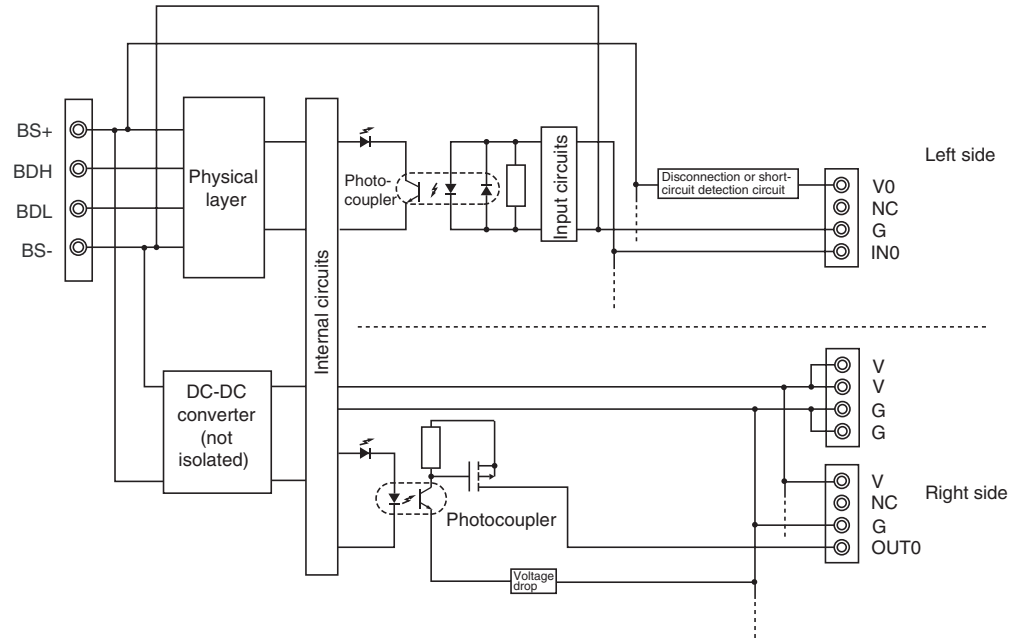 BS+
BDH
BDL
BS-
Physical
layer
Internal circuits
Photo-
coupler
Input circuits
Disconnection or short-
circuit detection circuit
Left side
V0
NC
G
IN0
DC-DC
converter
(not
isolated)
V
V
G
G
Photocoupler
Voltage
drop
V
NC
G
OUT0
Right side